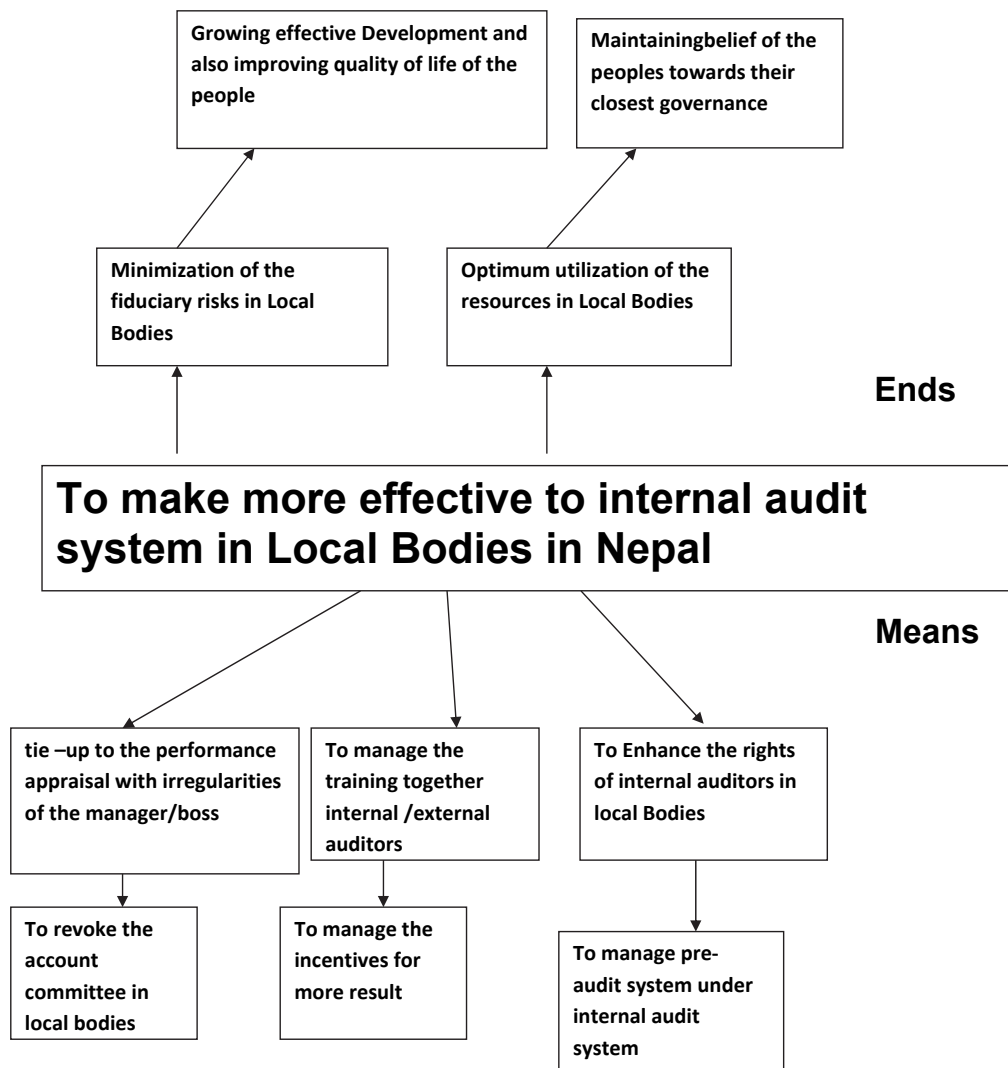 Growing effective Development and
also improving quality of life of the
people
Maintainingbelief of the
peoples towards their
closest governance
Minimization of the
fiduciary risks in Local
Bodies
Optimum utilization of the
resources in Local Bodies
Ends
To make more effective to internal audit
system in Local Bodies in Nepal
Means
tie –up to the performance
appraisal with irregularities
of the manager/boss
To manage the
training together
internal /external
auditors
To Enhance the rights
of internal auditors in
local Bodies
To revoke the
account
committee in
local bodies
To manage the
incentives for
more result
To manage pre-
audit system under
internal audit
system